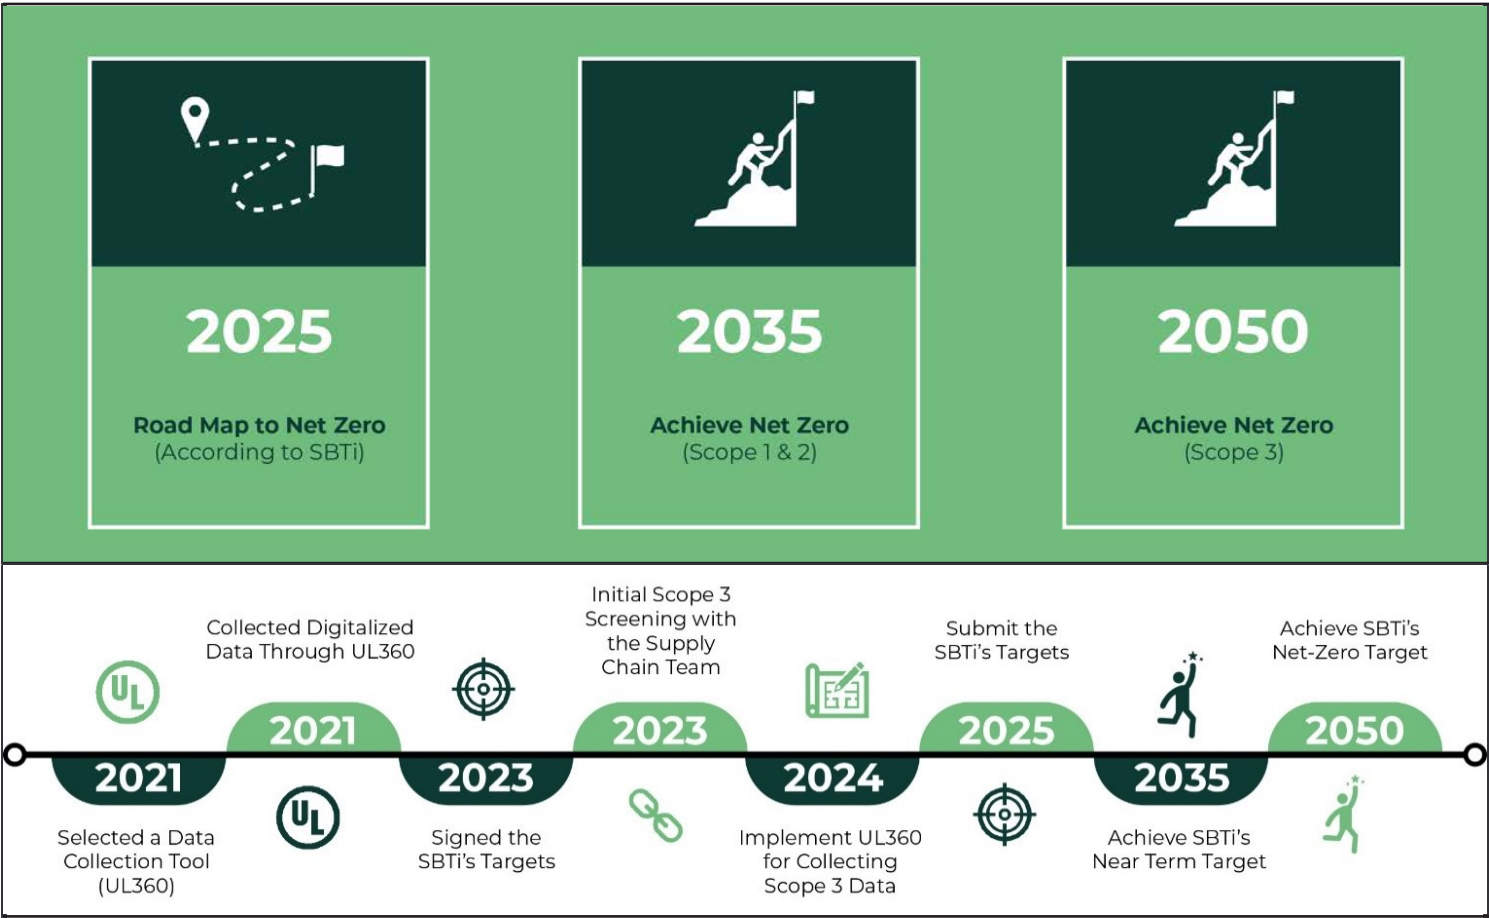 2025
Road Map to Net Zero
(According to SBTi)
2035
Achieve Net Zero
(Scope 1 & 2)
2050
Achieve Net Zero
(Scope 3)
UL
2021
Selected a Data
Collection Tool
(UL360)
Collected Digitalized
Data Through UL360
2021
UL
2023
Signed the
SBTi's Targets
Initial Scope 3
Screening with
the Supply
Chain Team
2023
2024
Implement UL360
for Collecting
Scope 3 Data
Submit the
SBTi's Targets
2025
2035
Achieve SBTi's
Near Term Target
Achieve SBTi's
Net-Zero Target
2050